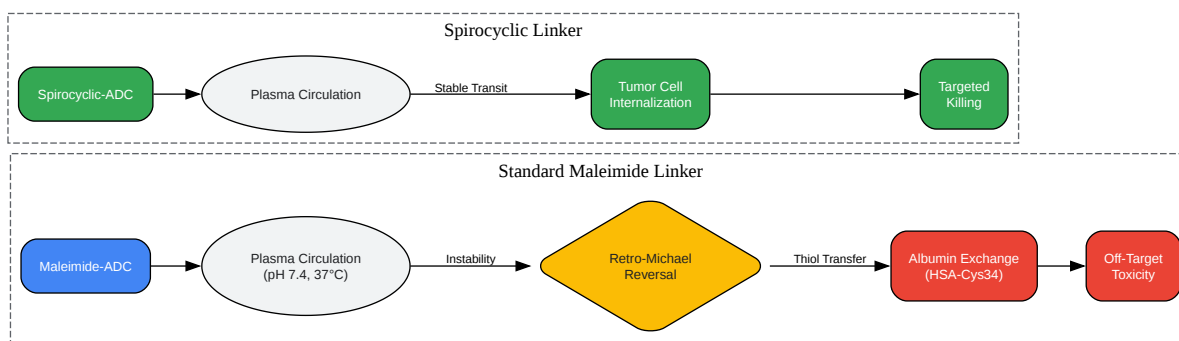 Spirocyclic Linker
Spirocyclic-ADC
Plasma Circulation
Stable Transit
Tumor Cell
Internalization
Targeted
Killing
Standard Maleimide Linker
Maleimide-ADC
Plasma Circulation
(pH 7.4, 37°C)
Instability
Retro-Michael
Reversal
Thiol Transfer
Albumin Exchange
(HSA-Cys34)
Off-Target
Toxicity